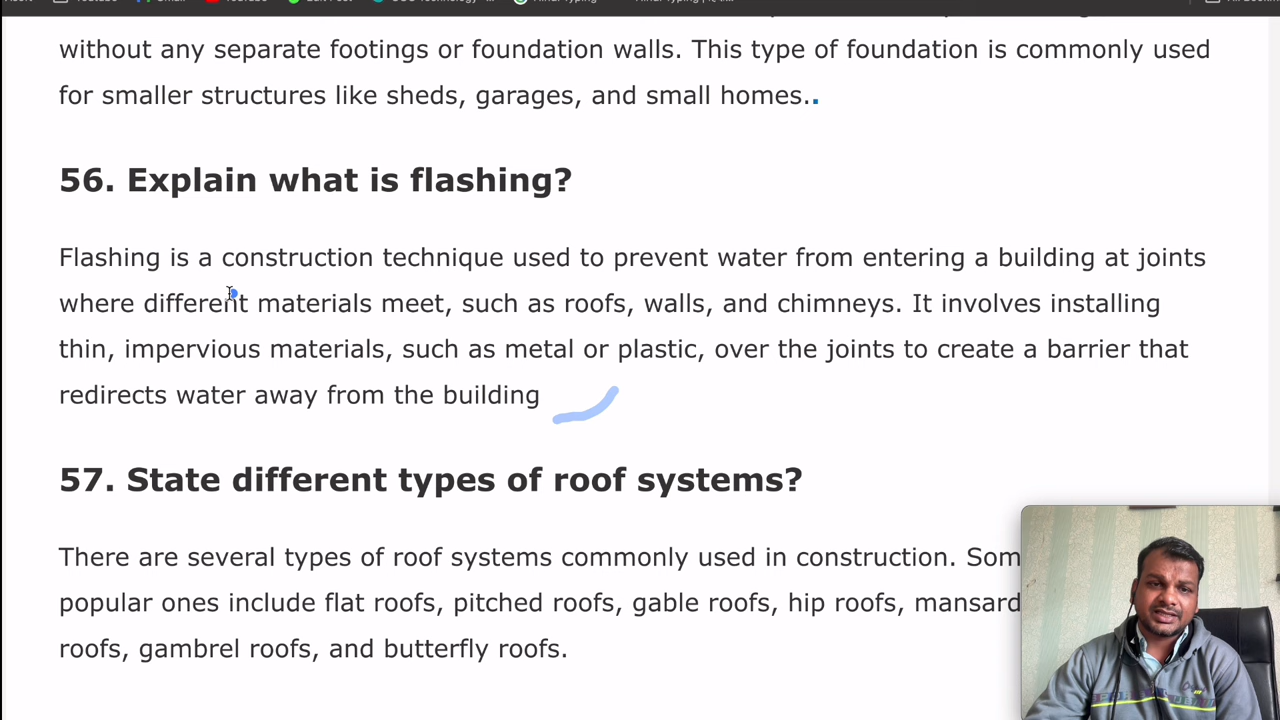 without any separate footings or foundation walls. This type of foundation is commonly used
for smaller structures like sheds, garages, and small homes..
56. Explain what is flashing?
Flashing is a construction technique used to prevent water from entering a building at joints
where different materials meet, such as roofs, walls, and chimneys. It involves installing
thin, impervious materials, such as metal or plastic, over the joints to create a barrier that
redirects water away from the building
57. State different types of roof systems?
There are several types of roof systems commonly used in construction. Som
popular ones include flat roofs, pitched roofs, gable roofs, hip roofs, mansard
roofs, gambrel roofs, and butterfly roofs.